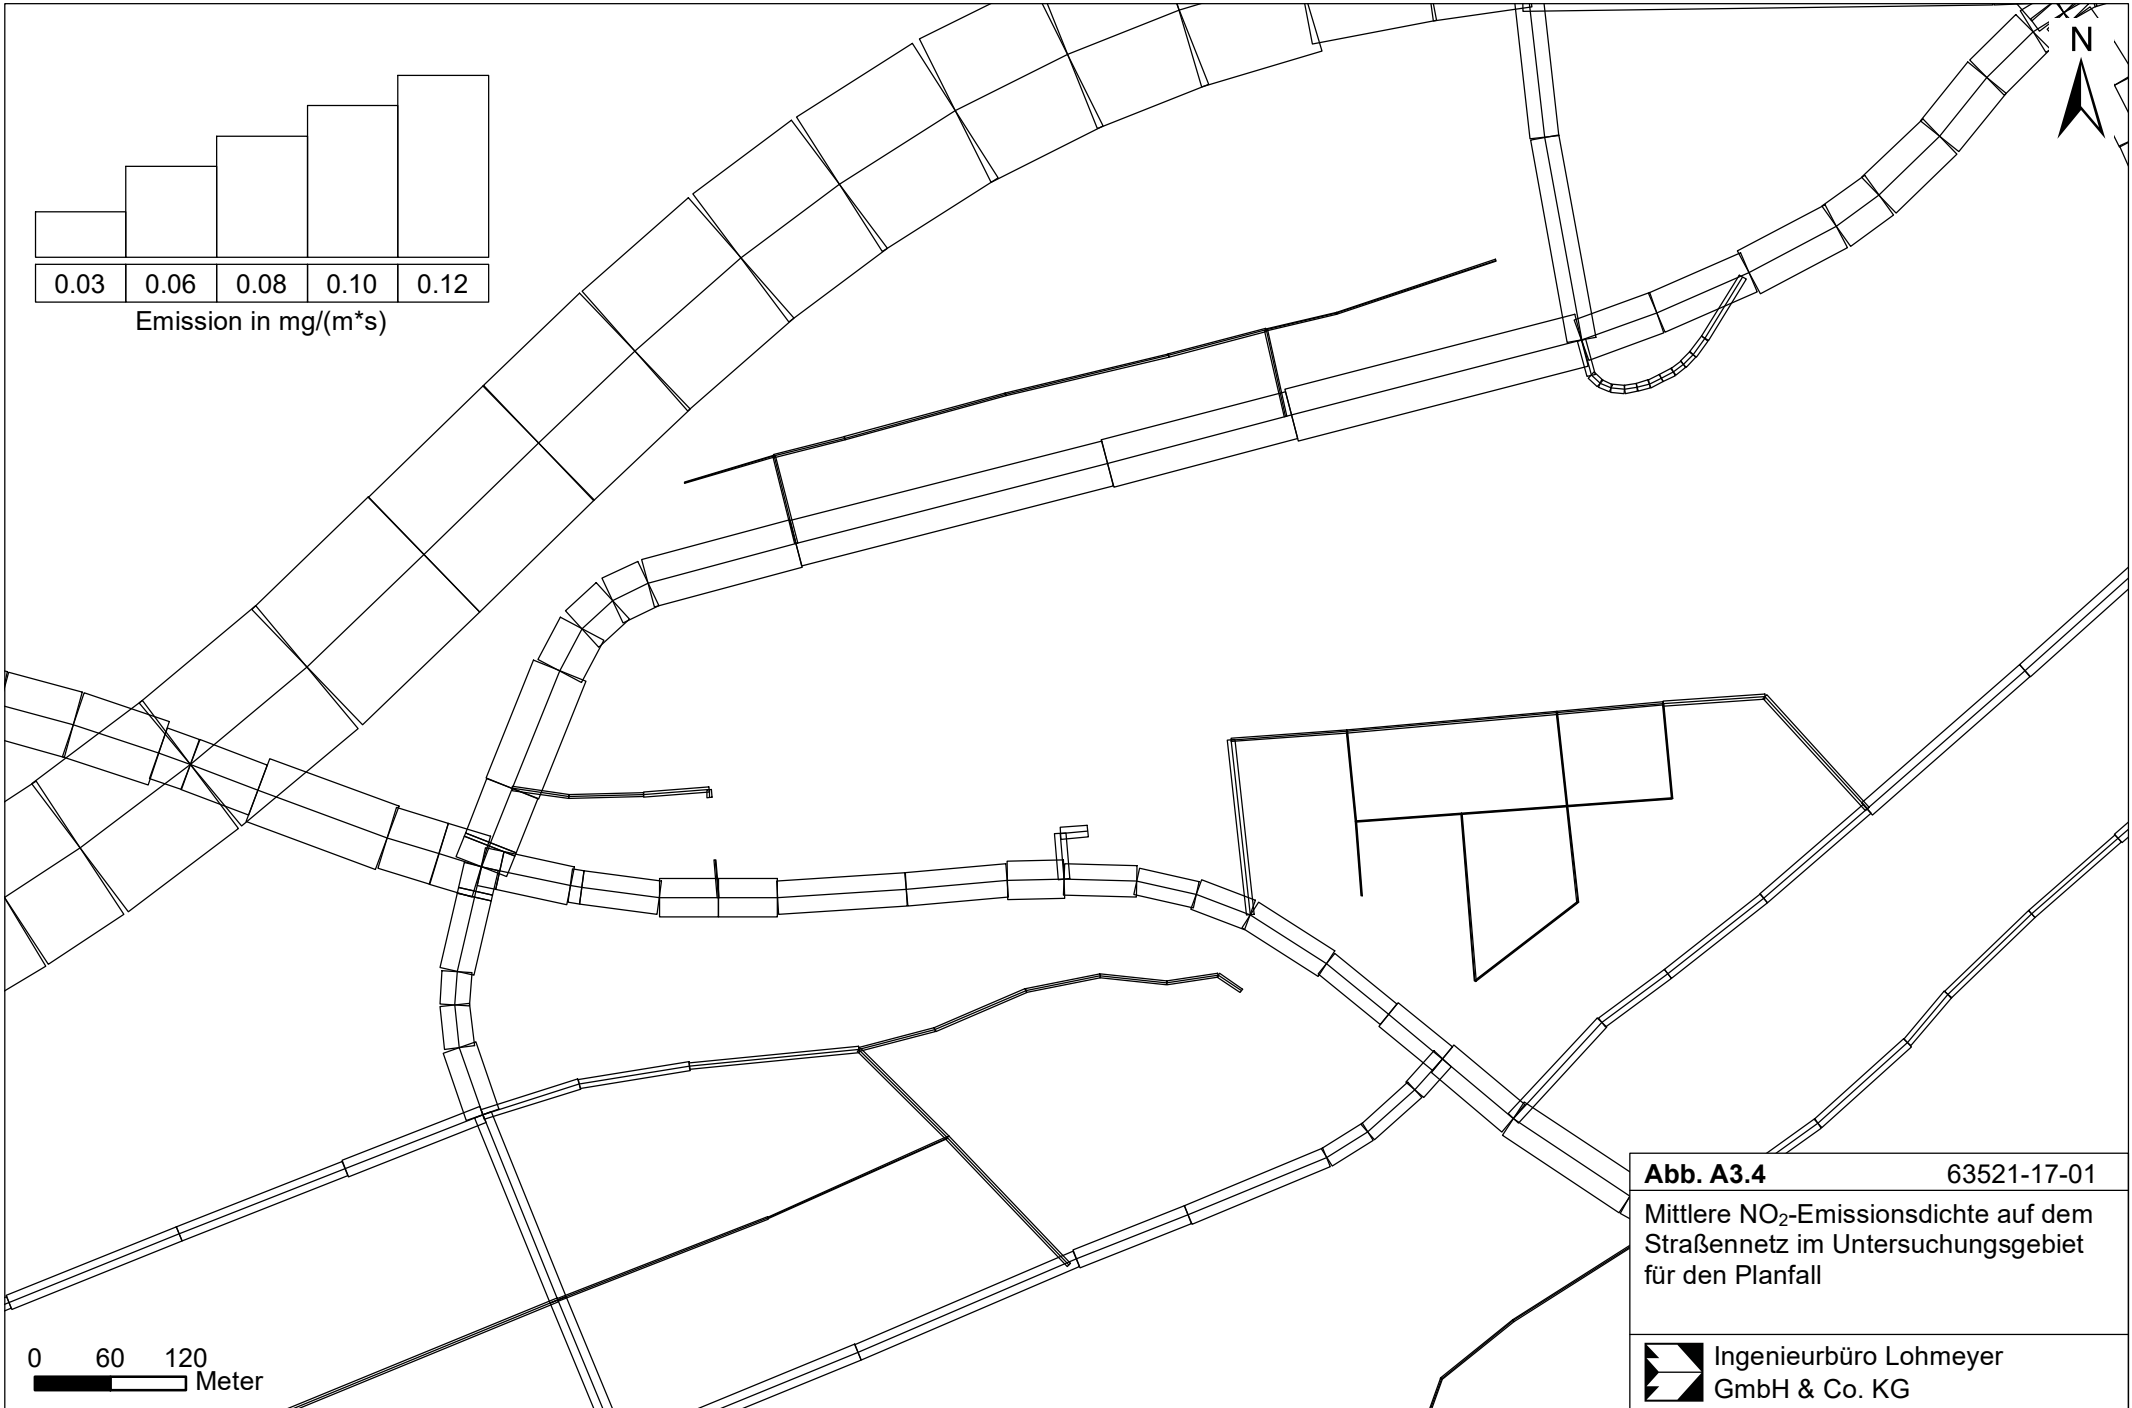 N
0.03 0.06 0.08 0.10 0.12
Emission in mg/(m*s)
Abb. A3.4 63521-17-01
Mittlere NO₂-Emissionsdichte auf dem
Straßennetz im Untersuchungsgebiet
für den Planfall
0 60 120
Meter
Ingenieurbüro Lohmeyer
GmbH & Co. KG